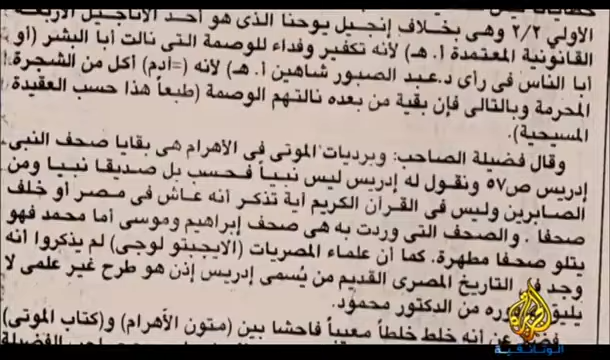 الأولي ٢/٢ وهى بخلاف إنجيل يوحنا الذى هو أحد الأناجيل الأربعة
القانونية المعتمدة أ. هـ) لأنه تكفير وفداء للوصمة التى نالت أبا البشر (أو
أبا الناس فى رأى د.عبد الصبور شاهين أ. هـ) لأنه (=آدم) أكل من الشجرة
المحرمة وبالتالى فإن بقية من بعده نالتهم الوصمة (طبعاً هذا حسب العقيدة
المسيحية).
وقال فضيلة الصاحب: وبرديات الموتى فى الأهرام هى بقايا صحف النبى
إدريس ص٥٧ ونقول له إدريس ليس نبياً فحسب بل صديقا نبيا ومن
الصابرين وليس فى القرآن الكريم آية تذكر أنه عاش فى مصر أو خلف
صحفا . والصحف التى وردت به هى صحف إبراهيم وموسى أما محمد فهو
يتلو صحفا مطهرة. كما أن علماء المصريات (الايجبتو لوجى) لم يذكروا أنه
وجد فى التاريخ المصرى القديم من يُسمى إدريس إذن هو طرح غير علمى لا
يليق من الدكتور محمود.
عن أنه خلط خلطاً معيباً فاحشا بين (متون الأهرام) و(كتاب الموتى)
الجزيرة
الوثائقية